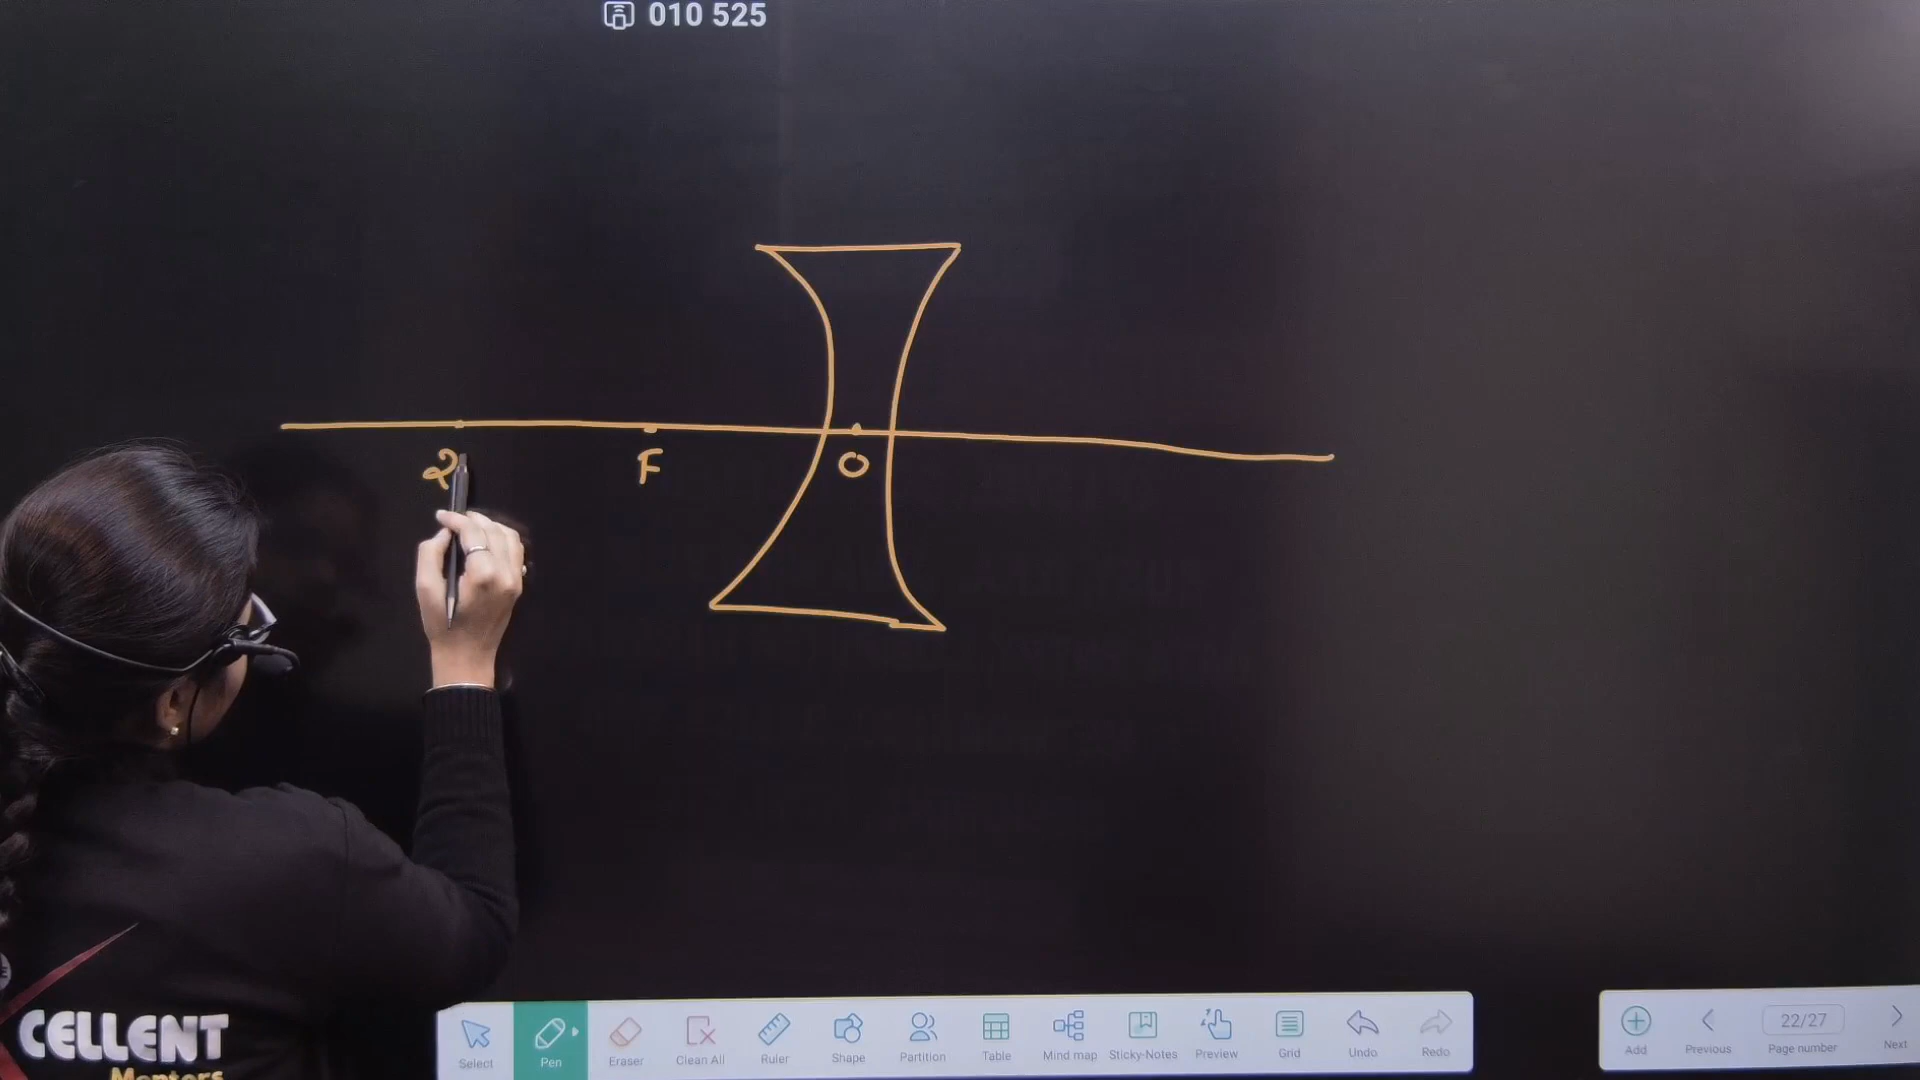 010 525
2 F O
CELLENT
Mentors
Select Pen Eraser Clean All Ruler Shape Partition Table Mind map Sticky-Notes Preview Grid Undo Redo
Add Previous 22/27 Page number Next